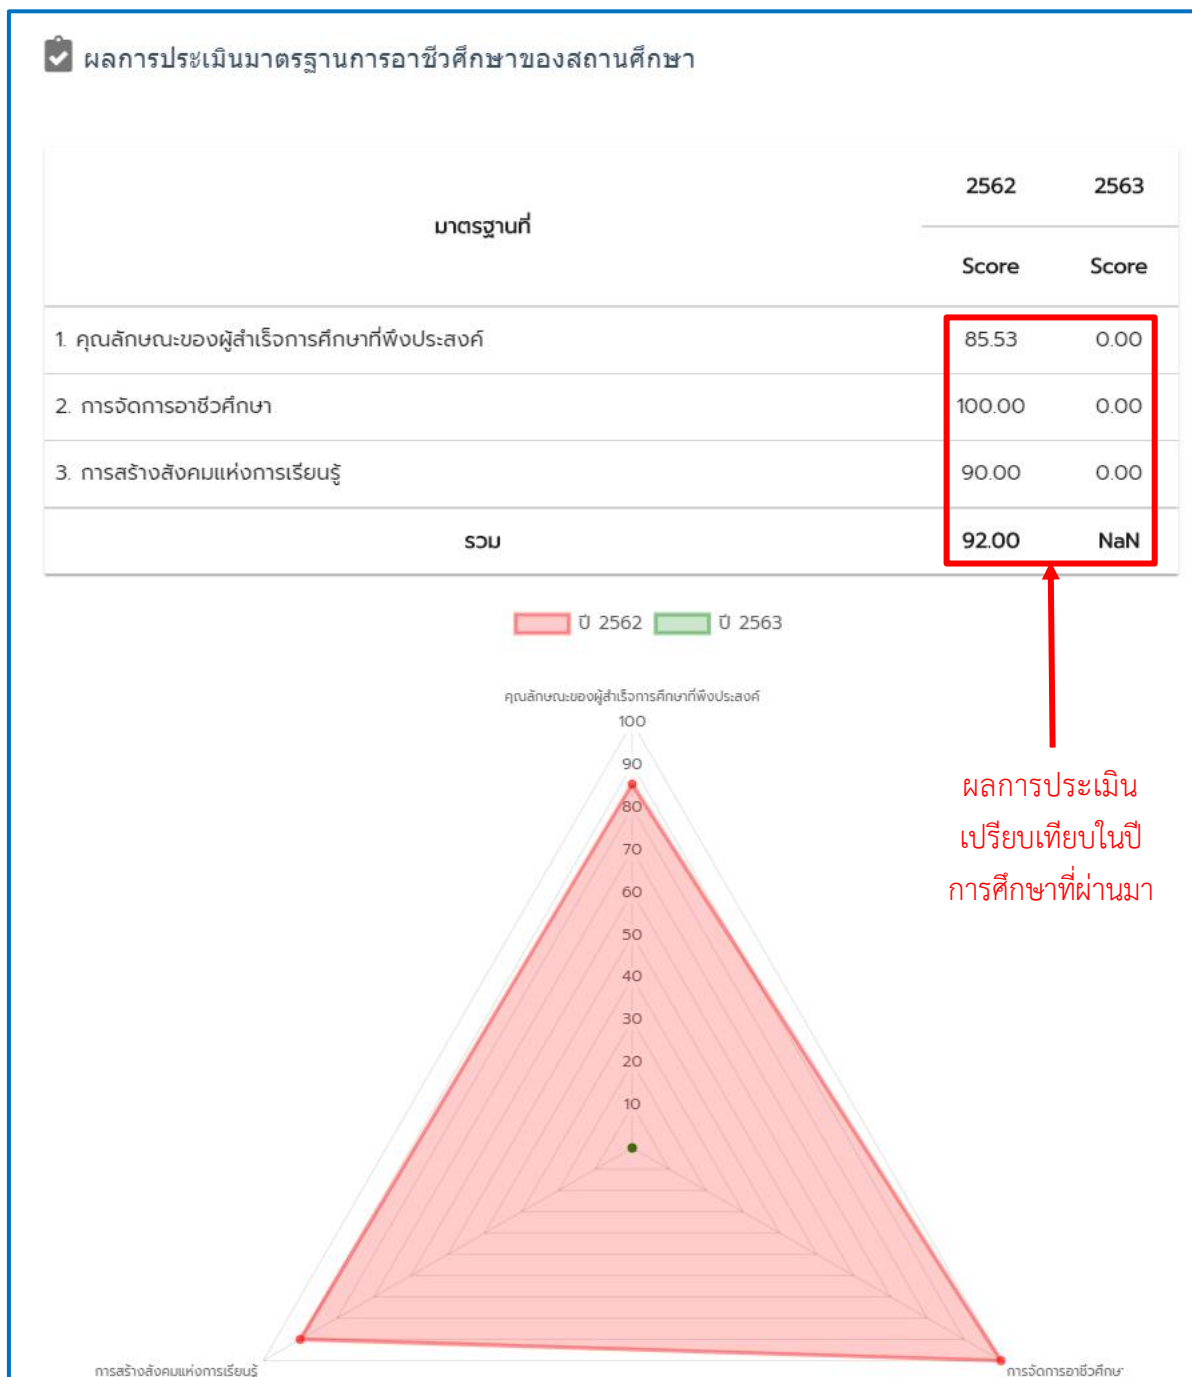 ผลการประเมินมาตรฐานการอาชีวศึกษาของสถานศึกษา
มาตรฐานที่ 2562 2563
Score Score
1. คุณลักษณะของผู้สำเร็จการศึกษาที่พึงประสงค์ 85.53 0.00
2. การจัดการอาชีวศึกษา 100.00 0.00
3. การสร้างสังคมแห่งการเรียนรู้ 90.00 0.00
รวม 92.00 NaN
ปี 2562 ปี 2563
คุณลักษณะของผู้สำเร็จการศึกษาที่พึงประสงค์
100
90
80
70
60
50
40
30
20
10
ผลการประเมิน
เปรียบเทียบในปี
การศึกษาที่ผ่านมา
การสร้างสังคมแห่งการเรียนรู้ การจัดการอาชีวศึกษ